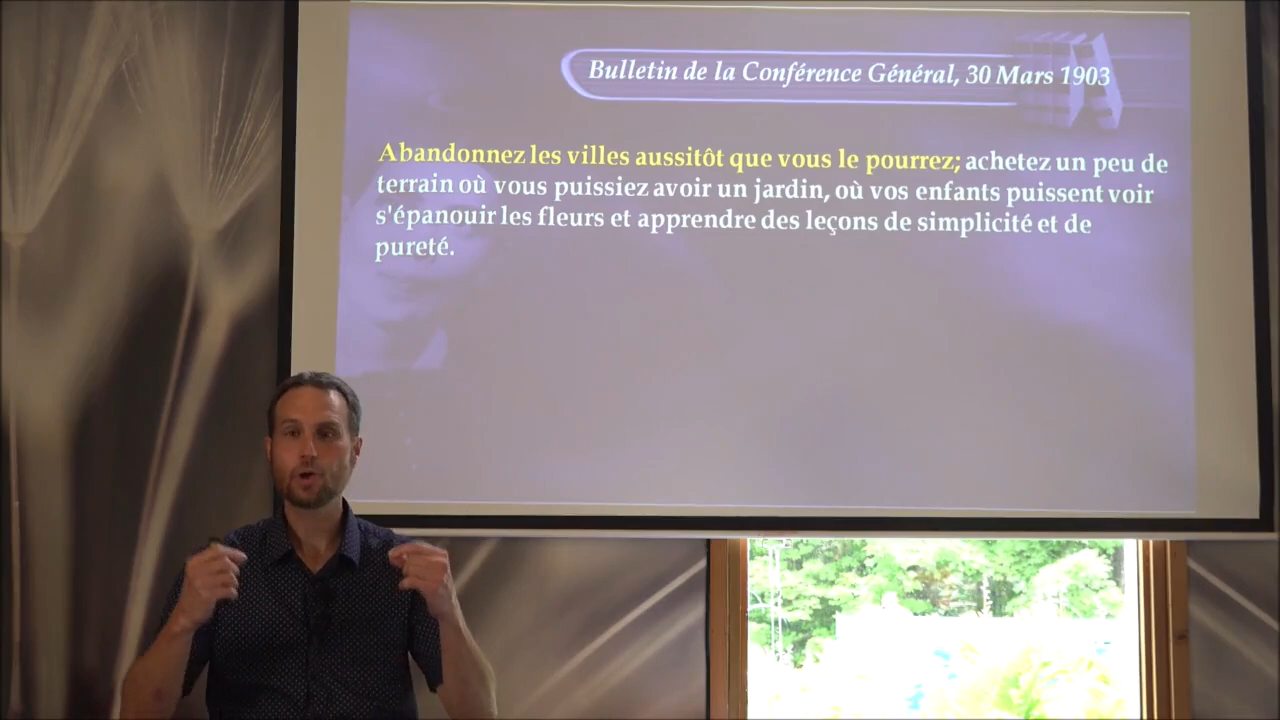 Bulletin de la Conférence Général, 30 Mars 1903
Abandonnez les villes aussitôt que vous le pourrez; achetez un peu de
terrain où vous puissiez avoir un jardin, où vos enfants puissent voir
s'épanouir les fleurs et apprendre des leçons de simplicité et de
pureté.